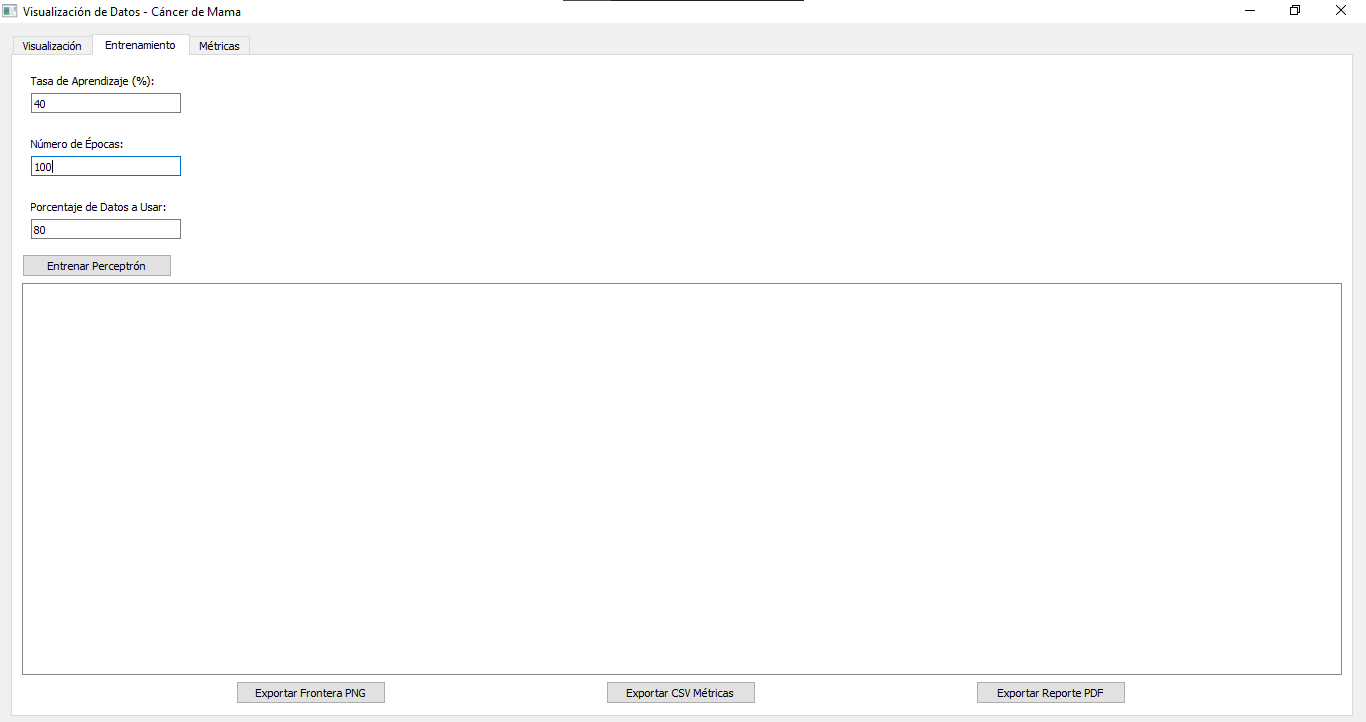 Visualización de Datos - Cáncer de Mama
Visualización Entrenamiento Métricas
Tasa de Aprendizaje (%):
40
Número de Épocas:
100
Porcentaje de Datos a Usar:
80
Entrenar Perceptrón
Exportar Frontera PNG Exportar CSV Métricas Exportar Reporte PDF